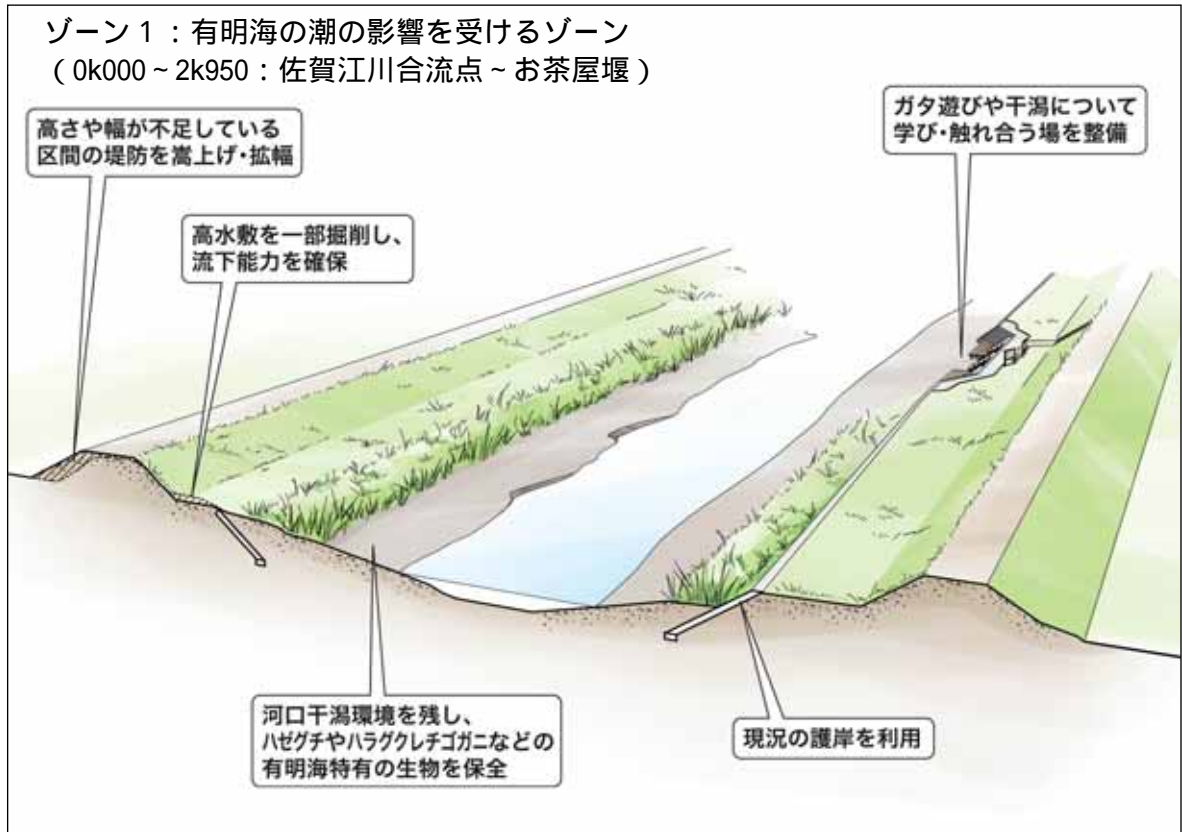 ゾーン1：有明海の潮の影響を受けるゾーン
（0k000～2k950：佐賀江川合流点～お茶屋堰）
高さや幅が不足している
区間の堤防を嵩上げ・拡幅
ガタ遊びや干潟について
学び・触れ合う場を整備
高水敷を一部掘削し、
流下能力を確保
河口干潟環境を残し、
ハゼグチやハラグクレチゴガニなどの
有明海特有の生物を保全
現況の護岸を利用